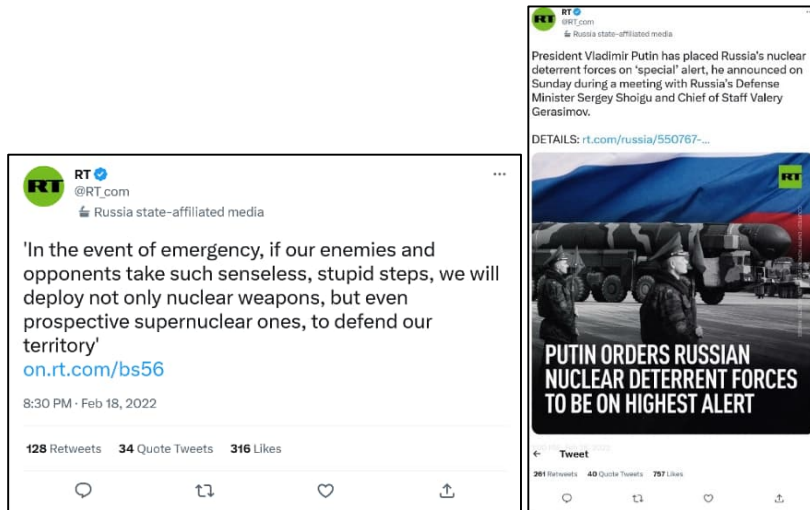 RT
RT
@RT_com
Russia state-affiliated media
'In the event of emergency, if our enemies and
opponents take such senseless, stupid steps, we will
deploy not only nuclear weapons, but even
prospective supernuclear ones, to defend our
territory'
on.rt.com/bs56
8:30 PM · Feb 18, 2022
128 Retweets 34 Quote Tweets 316 Likes
RT
RT
@RT_com
Russia state-affiliated media
President Vladimir Putin has placed Russia's nuclear
deterrent forces on 'special' alert, he announced on
Sunday during a meeting with Russia's Defense
Minister Sergey Shoigu and Chief of Staff Valery
Gerasimov.
DETAILS: rt.com/russia/550767-...
RT
PUTIN ORDERS RUSSIAN
NUCLEAR DETERRENT FORCES
TO BE ON HIGHEST ALERT
Tweet
261 Retweets 40 Quote Tweets 757 Likes